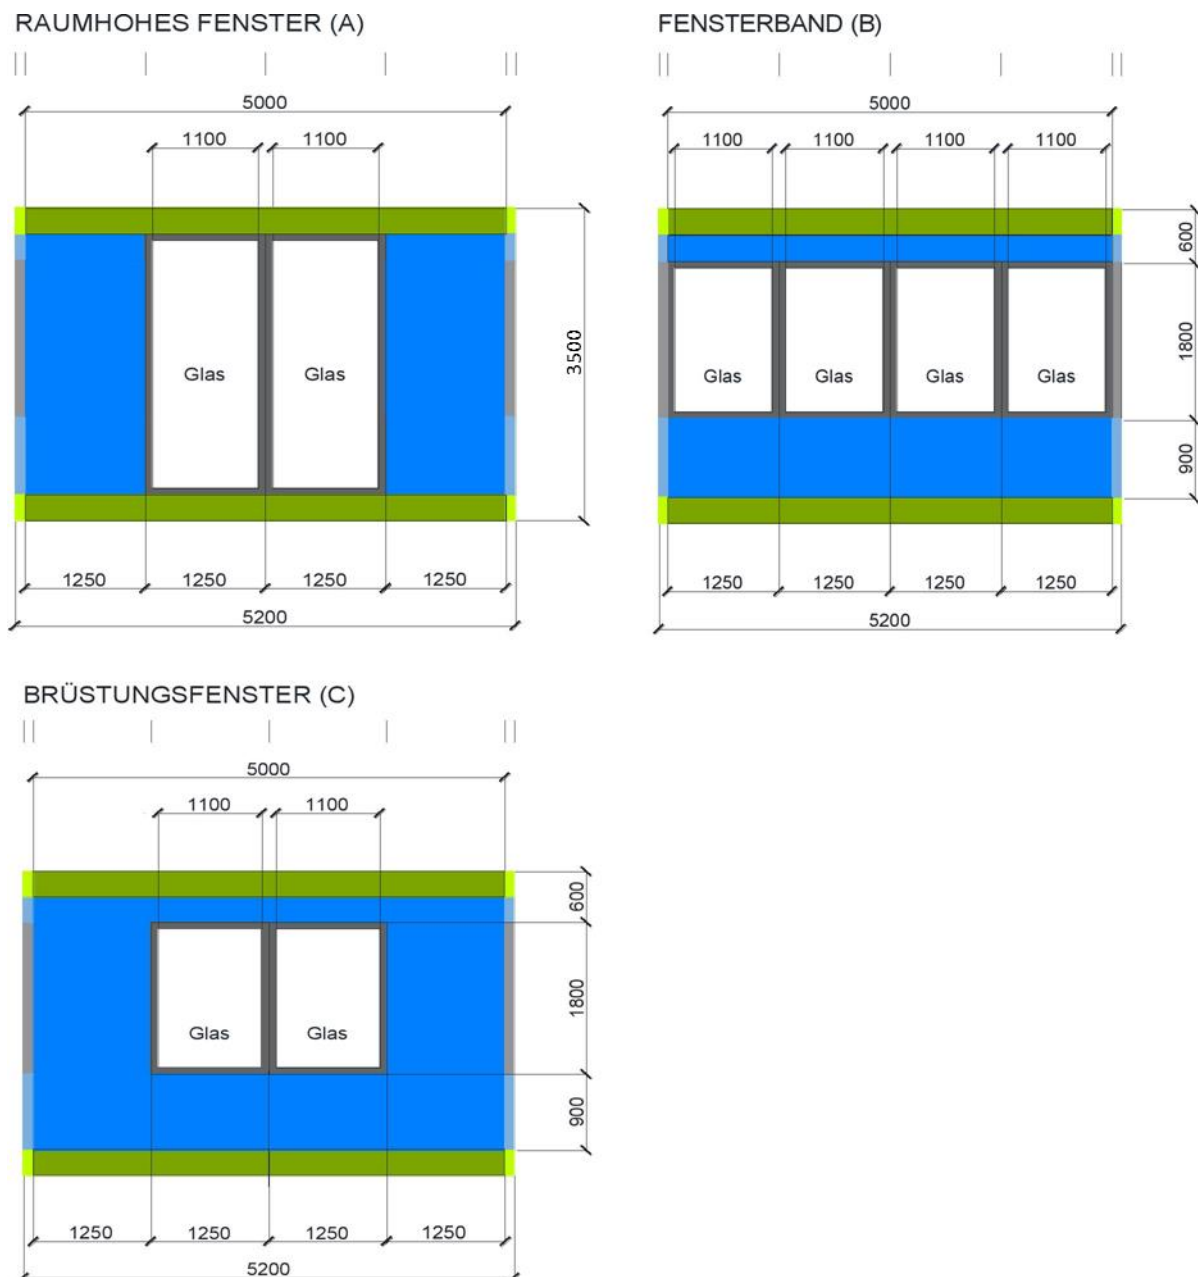 RAUMHOHES FENSTER (A)
5000
1100 1100
Glas Glas
3500
1250 1250 1250 1250
5200
FENSTERBAND (B)
5000
1100 1100 1100 1100
600
1800
Glas Glas Glas Glas
900
1250 1250 1250 1250
5200
BRÜSTUNGSFENSTER (C)
5000
1100 1100
600
1800
Glas Glas
900
1250 1250 1250 1250
5200